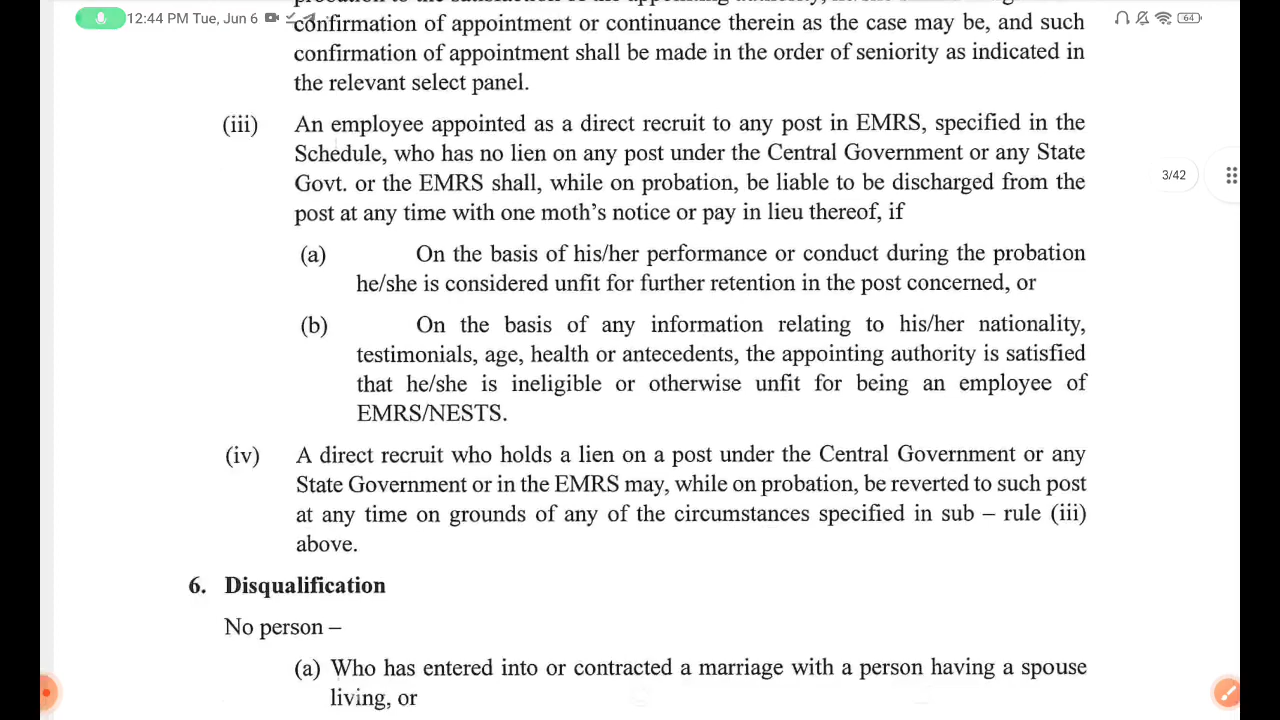 12:44 PM Tue, Jun 6
64
confirmation of appointment or continuance therein as the case may be, and such
confirmation of appointment shall be made in the order of seniority as indicated in
the relevant select panel.
(iii) An employee appointed as a direct recruit to any post in EMRS, specified in the
Schedule, who has no lien on any post under the Central Government or any State
3/42
Govt. or the EMRS shall, while on probation, be liable to be discharged from the
post at any time with one moth's notice or pay in lieu thereof, if
(a) On the basis of his/her performance or conduct during the probation
he/she is considered unfit for further retention in the post concerned, or
(b) On the basis of any information relating to his/her nationality,
testimonials, age, health or antecedents, the appointing authority is satisfied
that he/she is ineligible or otherwise unfit for being an employee of
EMRS/NESTS.
(iv) A direct recruit who holds a lien on a post under the Central Government or any
State Government or in the EMRS may, while on probation, be reverted to such post
at any time on grounds of any of the circumstances specified in sub – rule (iii)
above.
6. Disqualification
No person –
(a) Who has entered into or contracted a marriage with a person having a spouse
living, or